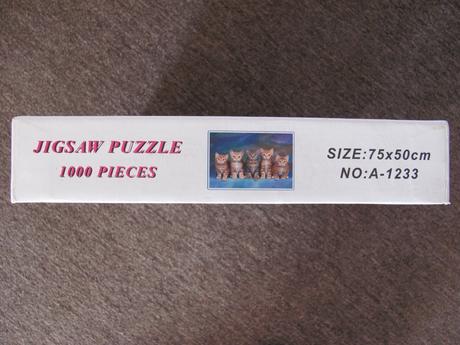 JIGSAW PUZZLE
1000 PIECES
SIZE:75x50cm
NO:A-1233